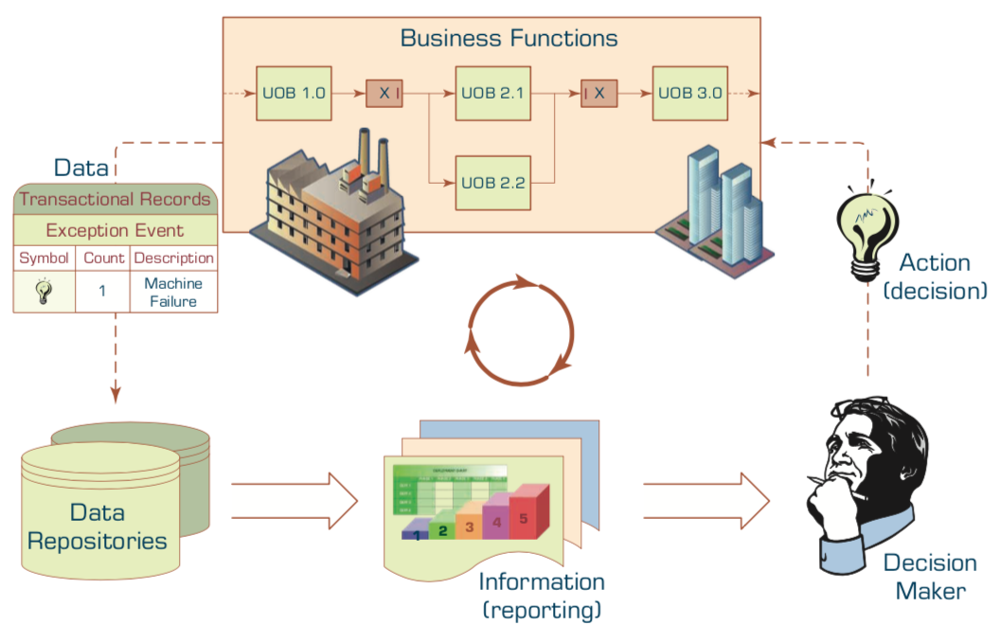 Business Functions
UOB 1.0
X |
UOB 2.1
| X
UOB 3.0
UOB 2.2
Data
Transactional Records
Exception Event
Symbol Count Description
1
Machine
Failure
Action
(decision)
Data
Repositories
1
2
3
4
5
Information
(reporting)
Decision
Maker